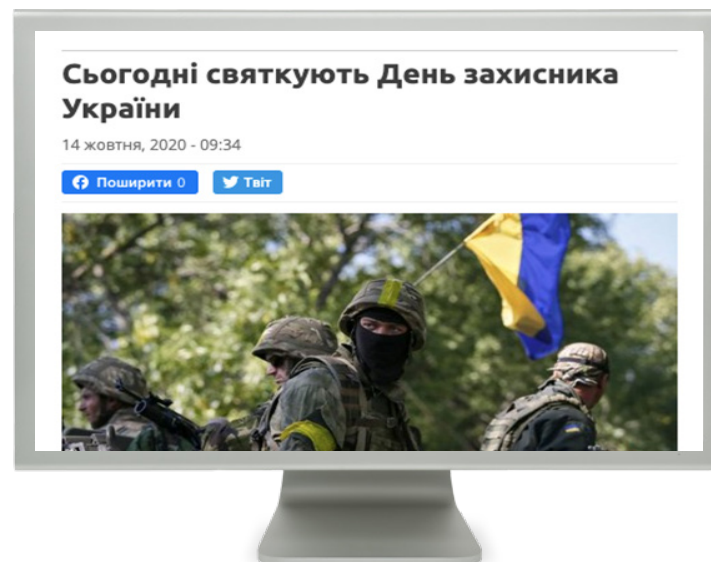 Сьогодні святкують День захисника
України
14 жовтня, 2020 - 09:34
Поширити 0
Твіт